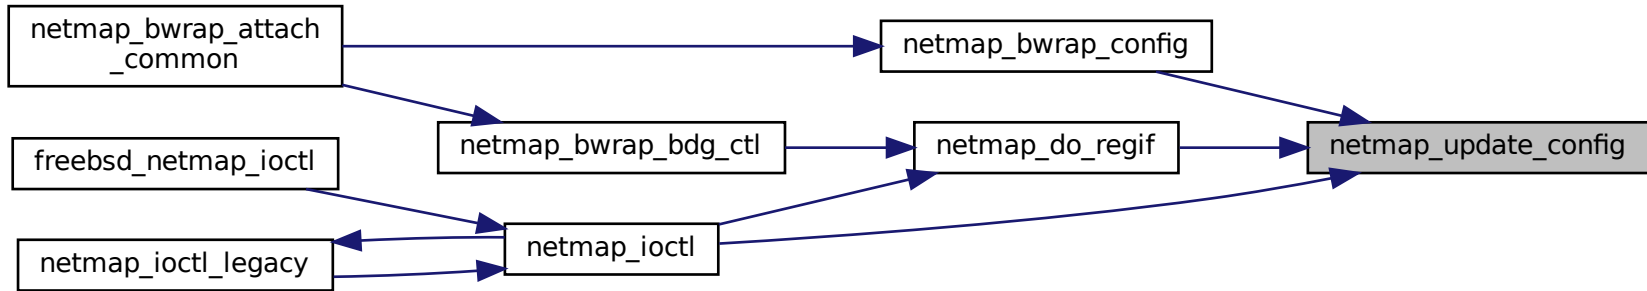 netmap_bwrap_attach
_common
netmap_bwrap_config
netmap_bwrap_bdg_ctl
netmap_do_regif
netmap_update_config
freebsd_netmap_ioctl
netmap_ioctl
netmap_ioctl_legacy